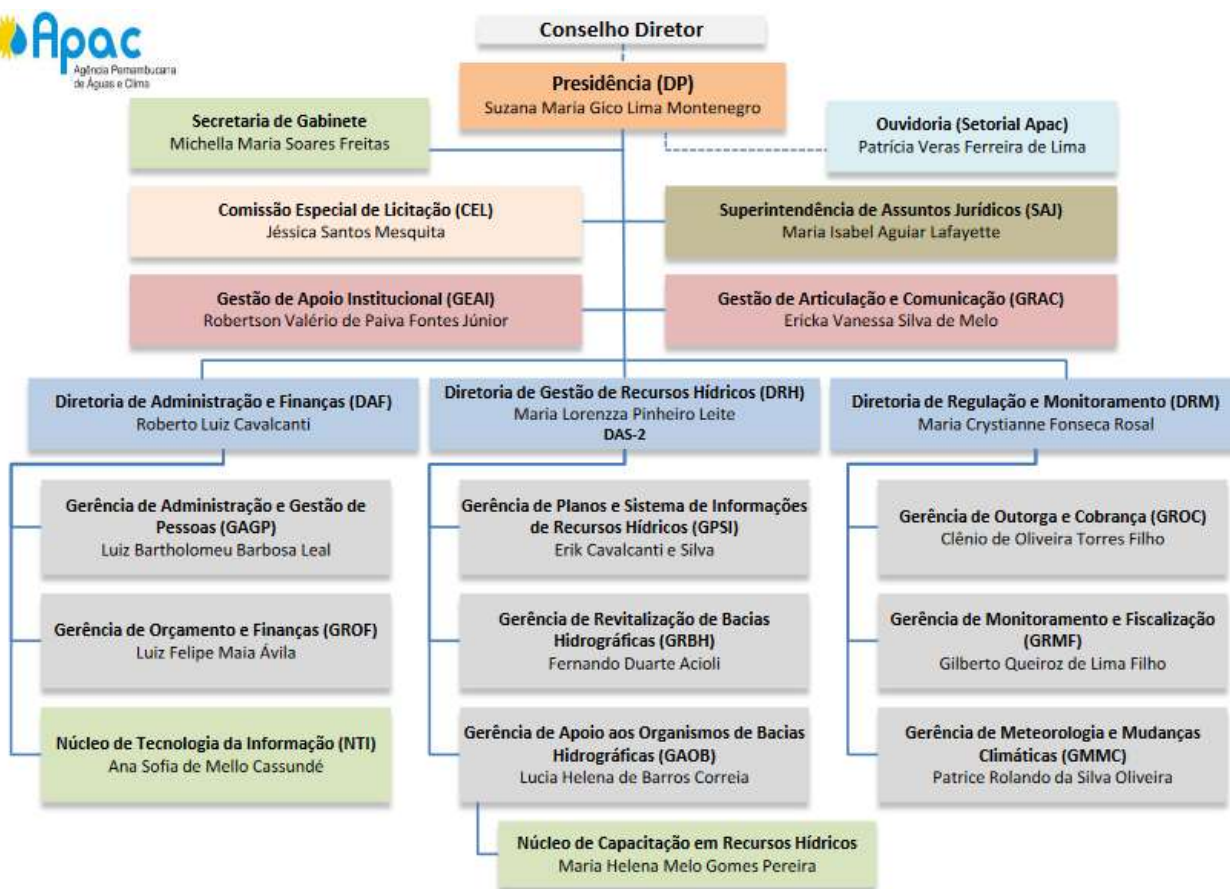 Apac
Agência Pernambucana
de Águas e Clima
Conselho Diretor
Presidência (DP)
Suzana Maria Gico Lima Montenegro
Secretaria de Gabinete
Michella Maria Soares Freitas
Ouvidoria (Setorial Apac)
Patrícia Veras Ferreira de Lima
Comissão Especial de Licitação (CEL)
Jéssica Santos Mesquita
Superintendência de Assuntos Jurídicos (SAJ)
Maria Isabel Aguiar Lafayette
Gestão de Apoio Institucional (GEAI)
Robertson Valério de Paiva Fontes Júnior
Gestão de Articulação e Comunicação (GRAC)
Ericka Vanessa Silva de Melo
Diretoria de Administração e Finanças (DAF)
Roberto Luiz Cavalcanti
Diretoria de Gestão de Recursos Hídricos (DRH)
Maria Lorenzza Pinheiro Leite
DAS-2
Diretoria de Regulação e Monitoramento (DRM)
Maria Crystianne Fonseca Rosal
Gerência de Administração e Gestão de
Pessoas (GAGP)
Luiz Bartholomeu Barbosa Leal
Gerência de Planos e Sistema de Informações
de Recursos Hídricos (GPSI)
Erik Cavalcanti e Silva
Gerência de Outorga e Cobrança (GROC)
Clênio de Oliveira Torres Filho
Gerência de Orçamento e Finanças (GROF)
Luiz Felipe Maia Ávila
Gerência de Revitalização de Bacias
Hidrográficas (GRBH)
Fernando Duarte Acioli
Gerência de Monitoramento e Fiscalização
(GRMF)
Gilberto Queiroz de Lima Filho
Núcleo de Tecnologia da Informação (NTI)
Ana Sofia de Mello Cassundé
Gerência de Apoio aos Organismos de Bacias
Hidrográficas (GAOB)
Lucia Helena de Barros Correia
Gerência de Meteorologia e Mudanças
Climáticas (GMMC)
Patrice Rolando da Silva Oliveira
Núcleo de Capacitação em Recursos Hídricos
Maria Helena Melo Gomes Pereira